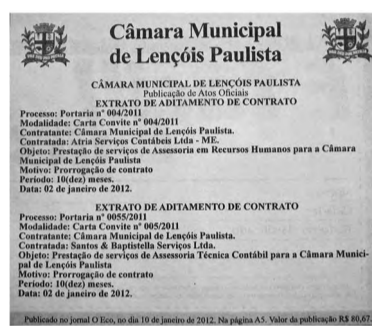 Câmara Municipal
de Lençóis Paulista
CÂMARA MUNICIPAL DE LENÇÓIS PAULISTA
Publicação de Atos Oficiais
EXTRATO DE ADITAMENTO DE CONTRATO
Processo: Portaria nº 004/2011
Modalidade: Carta Convite nº 004/2011
Contratante: Câmara Municipal de Lençóis Paulista.
Contratada: Atria Serviços Contábeis Ltda - ME.
Objeto: Prestação de serviços de Assessoria em Recursos Humanos para a Câmara
Municipal de Lençóis Paulista
Motivo: Prorrogação de contrato
Período: 10(dez) meses.
Data: 02 de janeiro de 2012.
EXTRATO DE ADITAMENTO DE CONTRATO
Processo: Portaria nº 0055/2011
Modalidade: Carta Convite nº 005/2011
Contratante: Câmara Municipal de Lençóis Paulista.
Contratada: Santos & Baptistella Serviços Ltda.
Objeto: Prestação de serviços de Assessoria Técnica Contábil para a Câmara Munici-
pal de Lençóis Paulista
Motivo: Prorrogação de contrato
Período: 10(dez) meses.
Data: 02 de janeiro de 2012.
Publicado no jornal O Eco, no dia 10 de janeiro de 2012. Na página A5. Valor da publicação R$ 80,67.